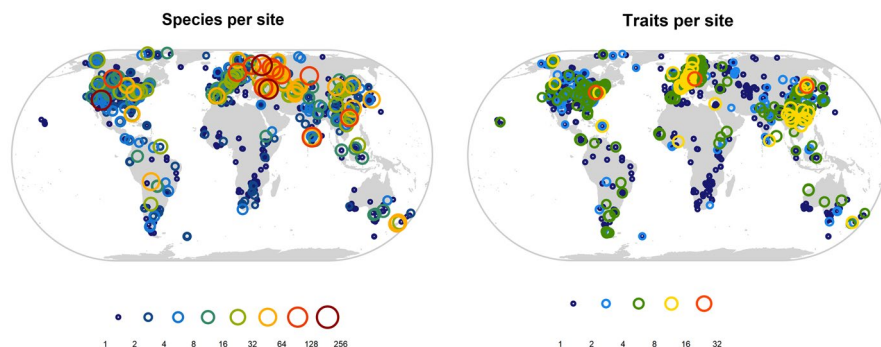 Species per site
Traits per site
1 2 4 8 16 32 64 128 256
1 2 4 8 16 32